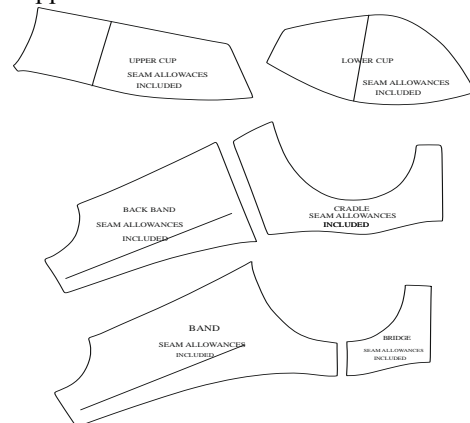 UPPER CUP
SEAM ALLOWACES
INCLUDED
LOWER CUP
SEAM ALLOWANCES
INCLUDED
BACK BAND
SEAM ALLOWANCES
INCLUDED
CRADLE
SEAM ALLOWANCES
INCLUDED
BAND
SEAM ALLOWANCES
INCLUDED
BRIDGE
SEAM ALLOWANCES
INCLUDED